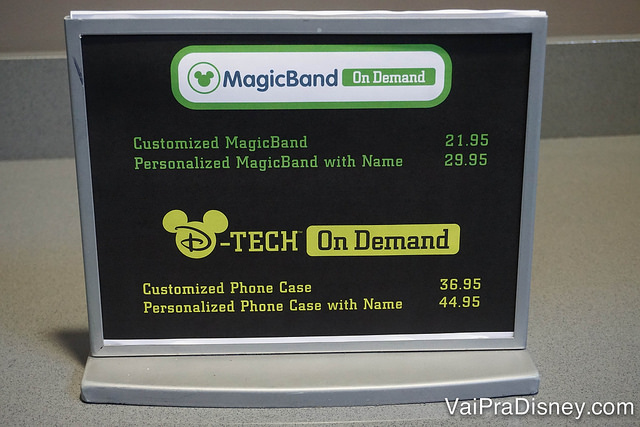 MagicBand On Demand
Customized MagicBand 21.95
Personalized MagicBand with Name 29.95
D-TECH™ On Demand
Customized Phone Case 36.95
Personalized Phone Case with Name 44.95
VaiPraDisney.com